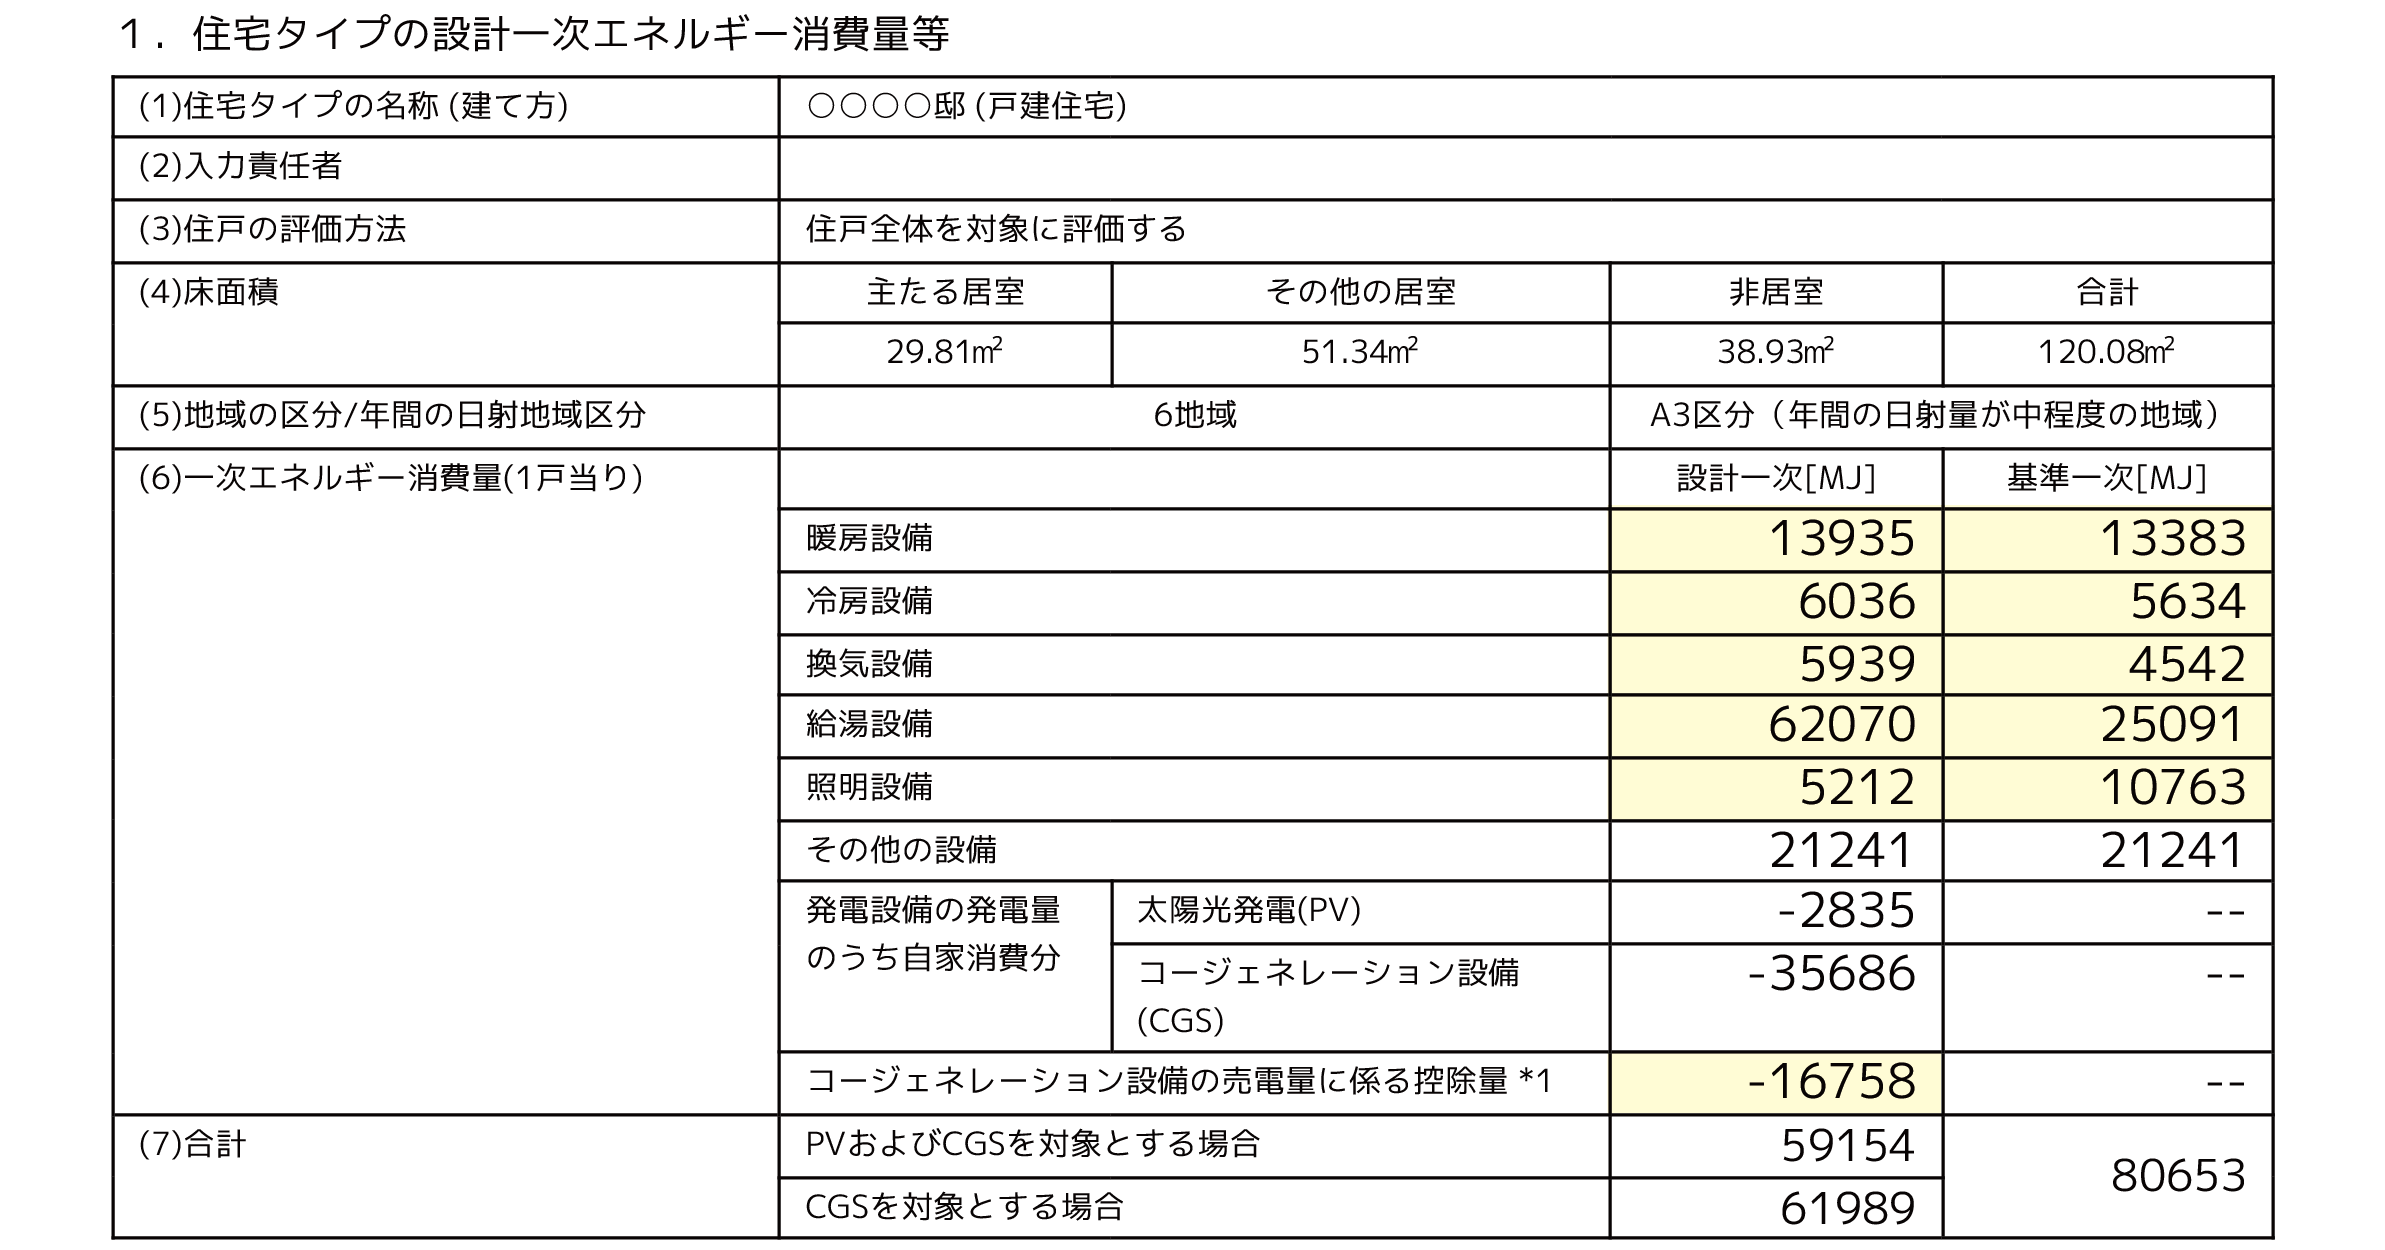 １．住宅タイプの設計一次エネルギー消費量等
(1)住宅タイプの名称 (建て方)
○○○○邸 (戸建住宅)
(2)入力責任者
(3)住戸の評価方法
住戸全体を対象に評価する
(4)床面積
主たる居室
その他の居室
非居室
合計
29.81㎡
51.34㎡
38.93㎡
120.08㎡
(5)地域の区分/年間の日射地域区分
6地域
A3区分（年間の日射量が中程度の地域）
(6)一次エネルギー消費量(1戸当り)
設計一次[MJ]
基準一次[MJ]
暖房設備
13935
13383
冷房設備
6036
5634
換気設備
5939
4542
給湯設備
62070
25091
照明設備
5212
10763
その他の設備
21241
21241
発電設備の発電量
のうち自家消費分
太陽光発電(PV)
-2835
--
コージェネレーション設備
(CGS)
-35686
--
コージェネレーション設備の売電量に係る控除量 *1
-16758
--
(7)合計
PVおよびCGSを対象とする場合
59154
80653
CGSを対象とする場合
61989